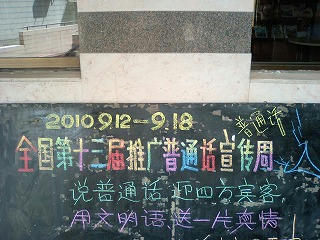 2010 9.12-9.18
全国第十三届推广普通话宣传周
普通话
说普通话 迎四方宾客
用文明语 送一片真情